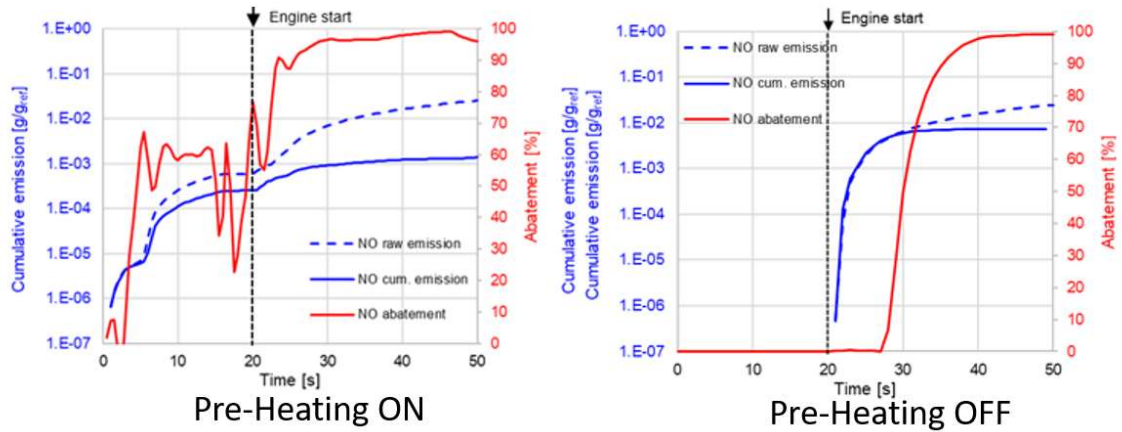 Engine start
1.E+00
1.E-01
1.E-02
1.E-03
1.E-04
1.E-05
1.E-06
1.E-07
Cumulative emission [g/gref]
100
90
80
70
60
50
40
30
20
10
0
Abatement [%]
NO raw emission
NO cum. emission
NO abatement
0 10 20 30 40 50
Time [s]
Pre-Heating ON
Engine start
1.E+00
1.E-01
1.E-02
1.E-03
1.E-04
1.E-05
1.E-06
1.E-07
Cumulative emission [g/gref]
Cumulative emission [g/gref]
NO raw emission
NO cum. emission
NO abatement
100
90
80
70
60
50
40
30
20
10
0
Abatement [%]
0 10 20 30 40 50
Time [s]
Pre-Heating OFF